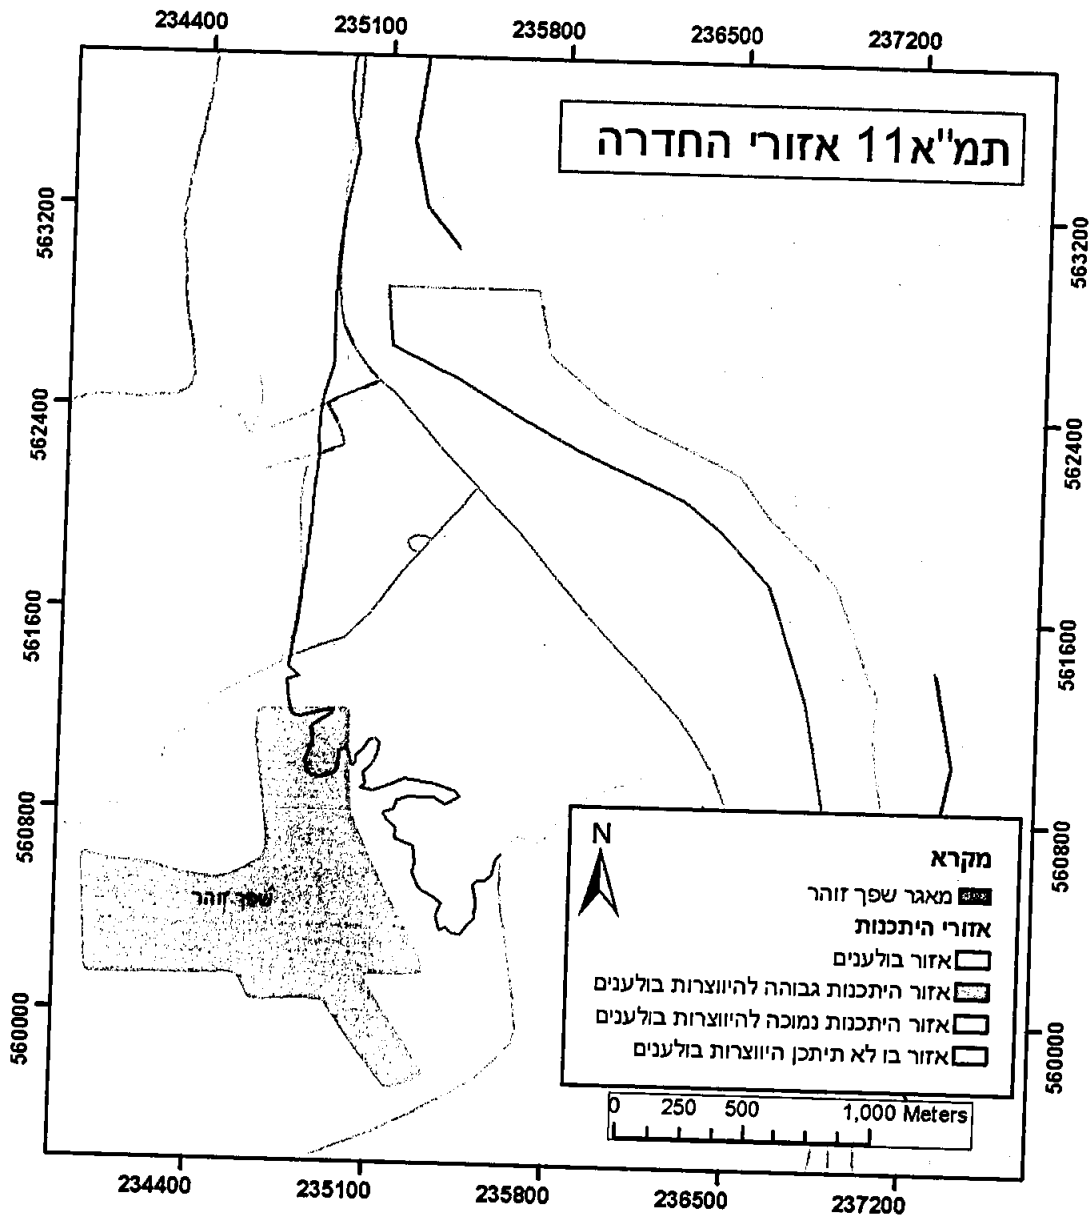 234400 235100 235800 236500 237200
תמ"א11 אזורי החדרה
563200
563200
562400
562400
561600
561600
560800
560800
560000
560000
שפך זוהר
N
מקרא
מאגר שפך זוהר
אזורי היתכנות
אזור בולענים
אזור היתכנות גבוהה להיווצרות בולענים
אזור היתכנות נמוכה להיווצרות בולענים
אזור בו לא תיתכן היווצרות בולענים
0 250 500 1,000 Meters
234400 235100 235800 236500 237200